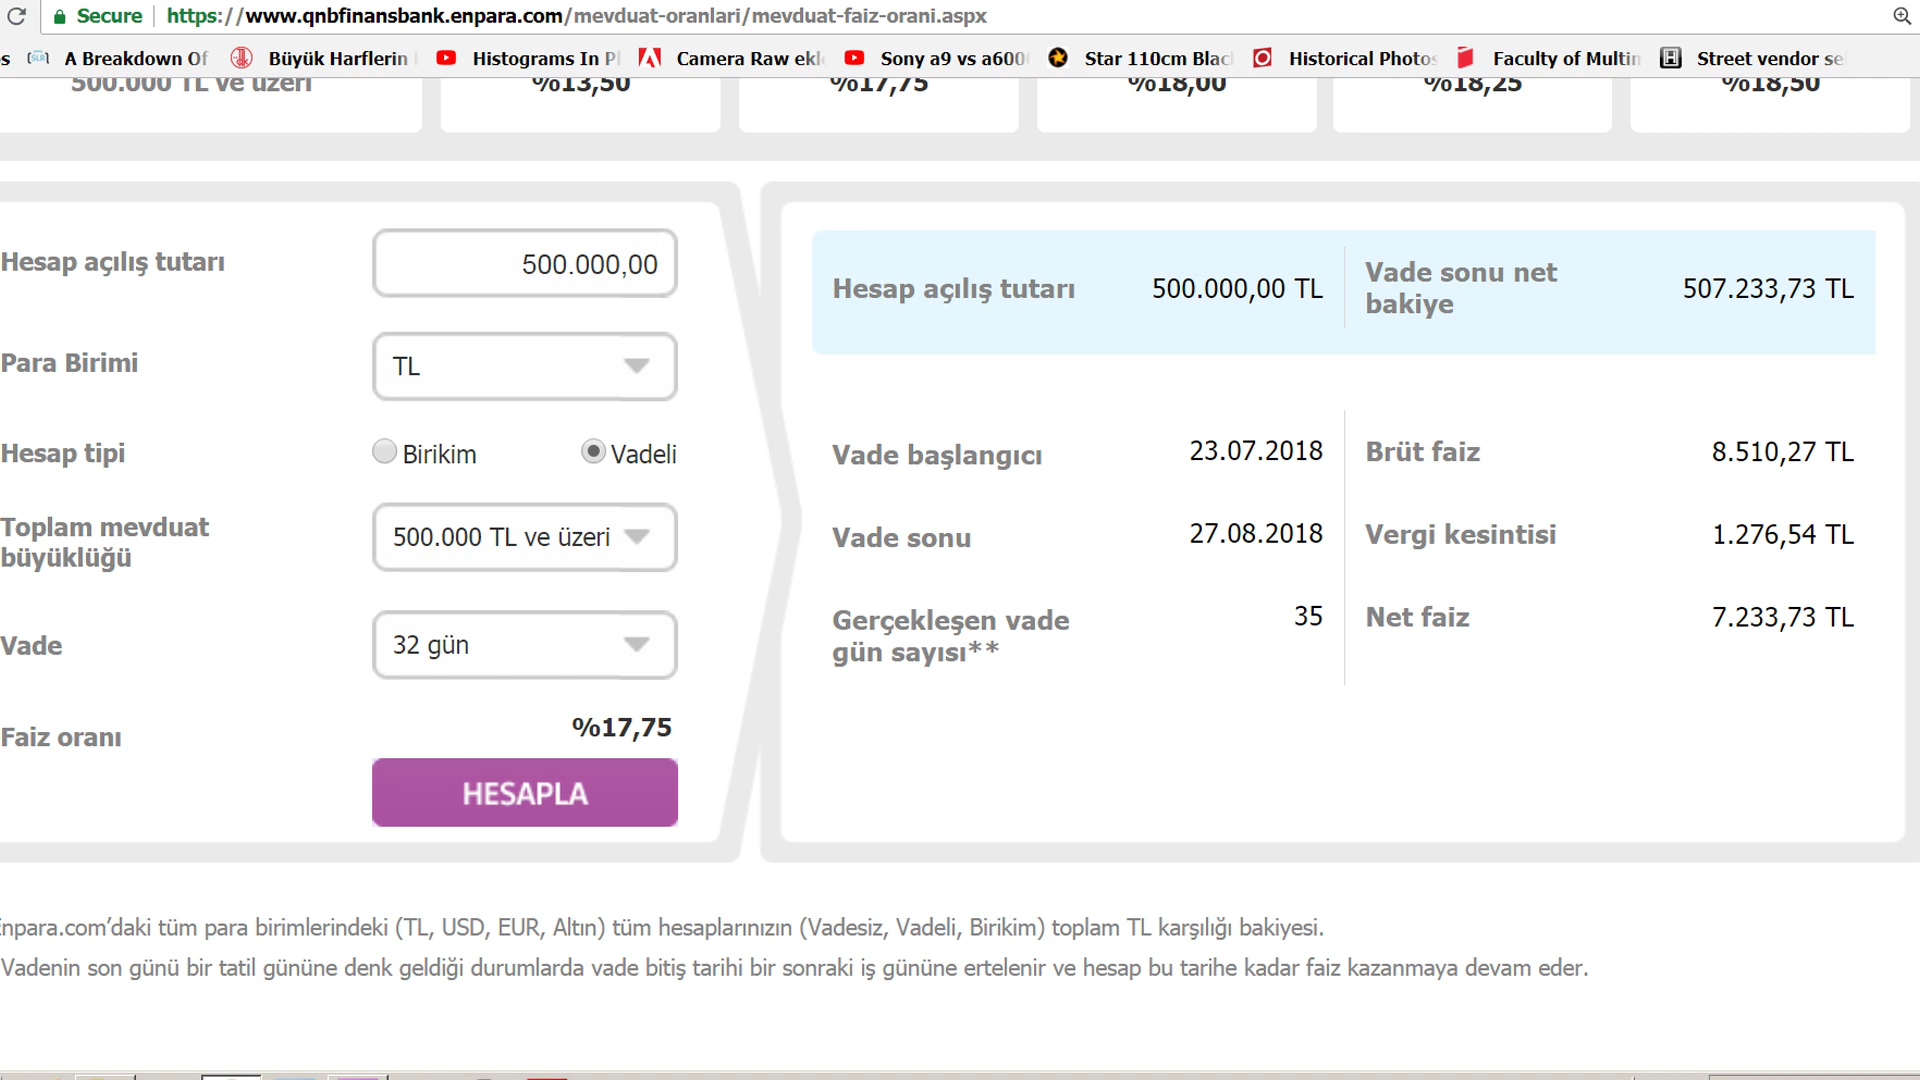 Secure https://www.qnbfinansbank.enpara.com/mevduat-oranlari/mevduat-faiz-orani.aspx
A Breakdown Of Büyük Harflerin Histograms In Camera Raw Sony a9 vs a600 Star 110cm Historical Photos Faculty of Street vendor
500.000 TL ve üzeri %13,50 %17,75 %18,00 %18,25 %18,50
Hesap açılış tutarı 500.000,00
Para Birimi TL
Hesap tipi Birikim Vadeli
Toplam mevduat
büyüklüğü
500.000 TL ve üzeri
Vade 32 gün
Faiz oranı %17,75
HESAPLA
Hesap açılış tutarı 500.000,00 TL
Vade sonu net
bakiye
507.233,73 TL
Vade başlangıcı 23.07.2018
Vade sonu 27.08.2018
Gerçekleşen vade
gün sayısı**
35
Brüt faiz 8.510,27 TL
Vergi kesintisi 1.276,54 TL
Net faiz 7.233,73 TL
Enpara.com’daki tüm para birimlerindeki (TL, USD, EUR, Altın) tüm hesaplarınızın (Vadesiz, Vadeli, Birikim) toplam TL karşılığı bakiyesi.
Vadenin son günü bir tatil gününe denk geldiği durumlarda vade bitiş tarihi bir sonraki iş gününe ertelenir ve hesap bu tarihe kadar faiz kazanmaya devam eder.